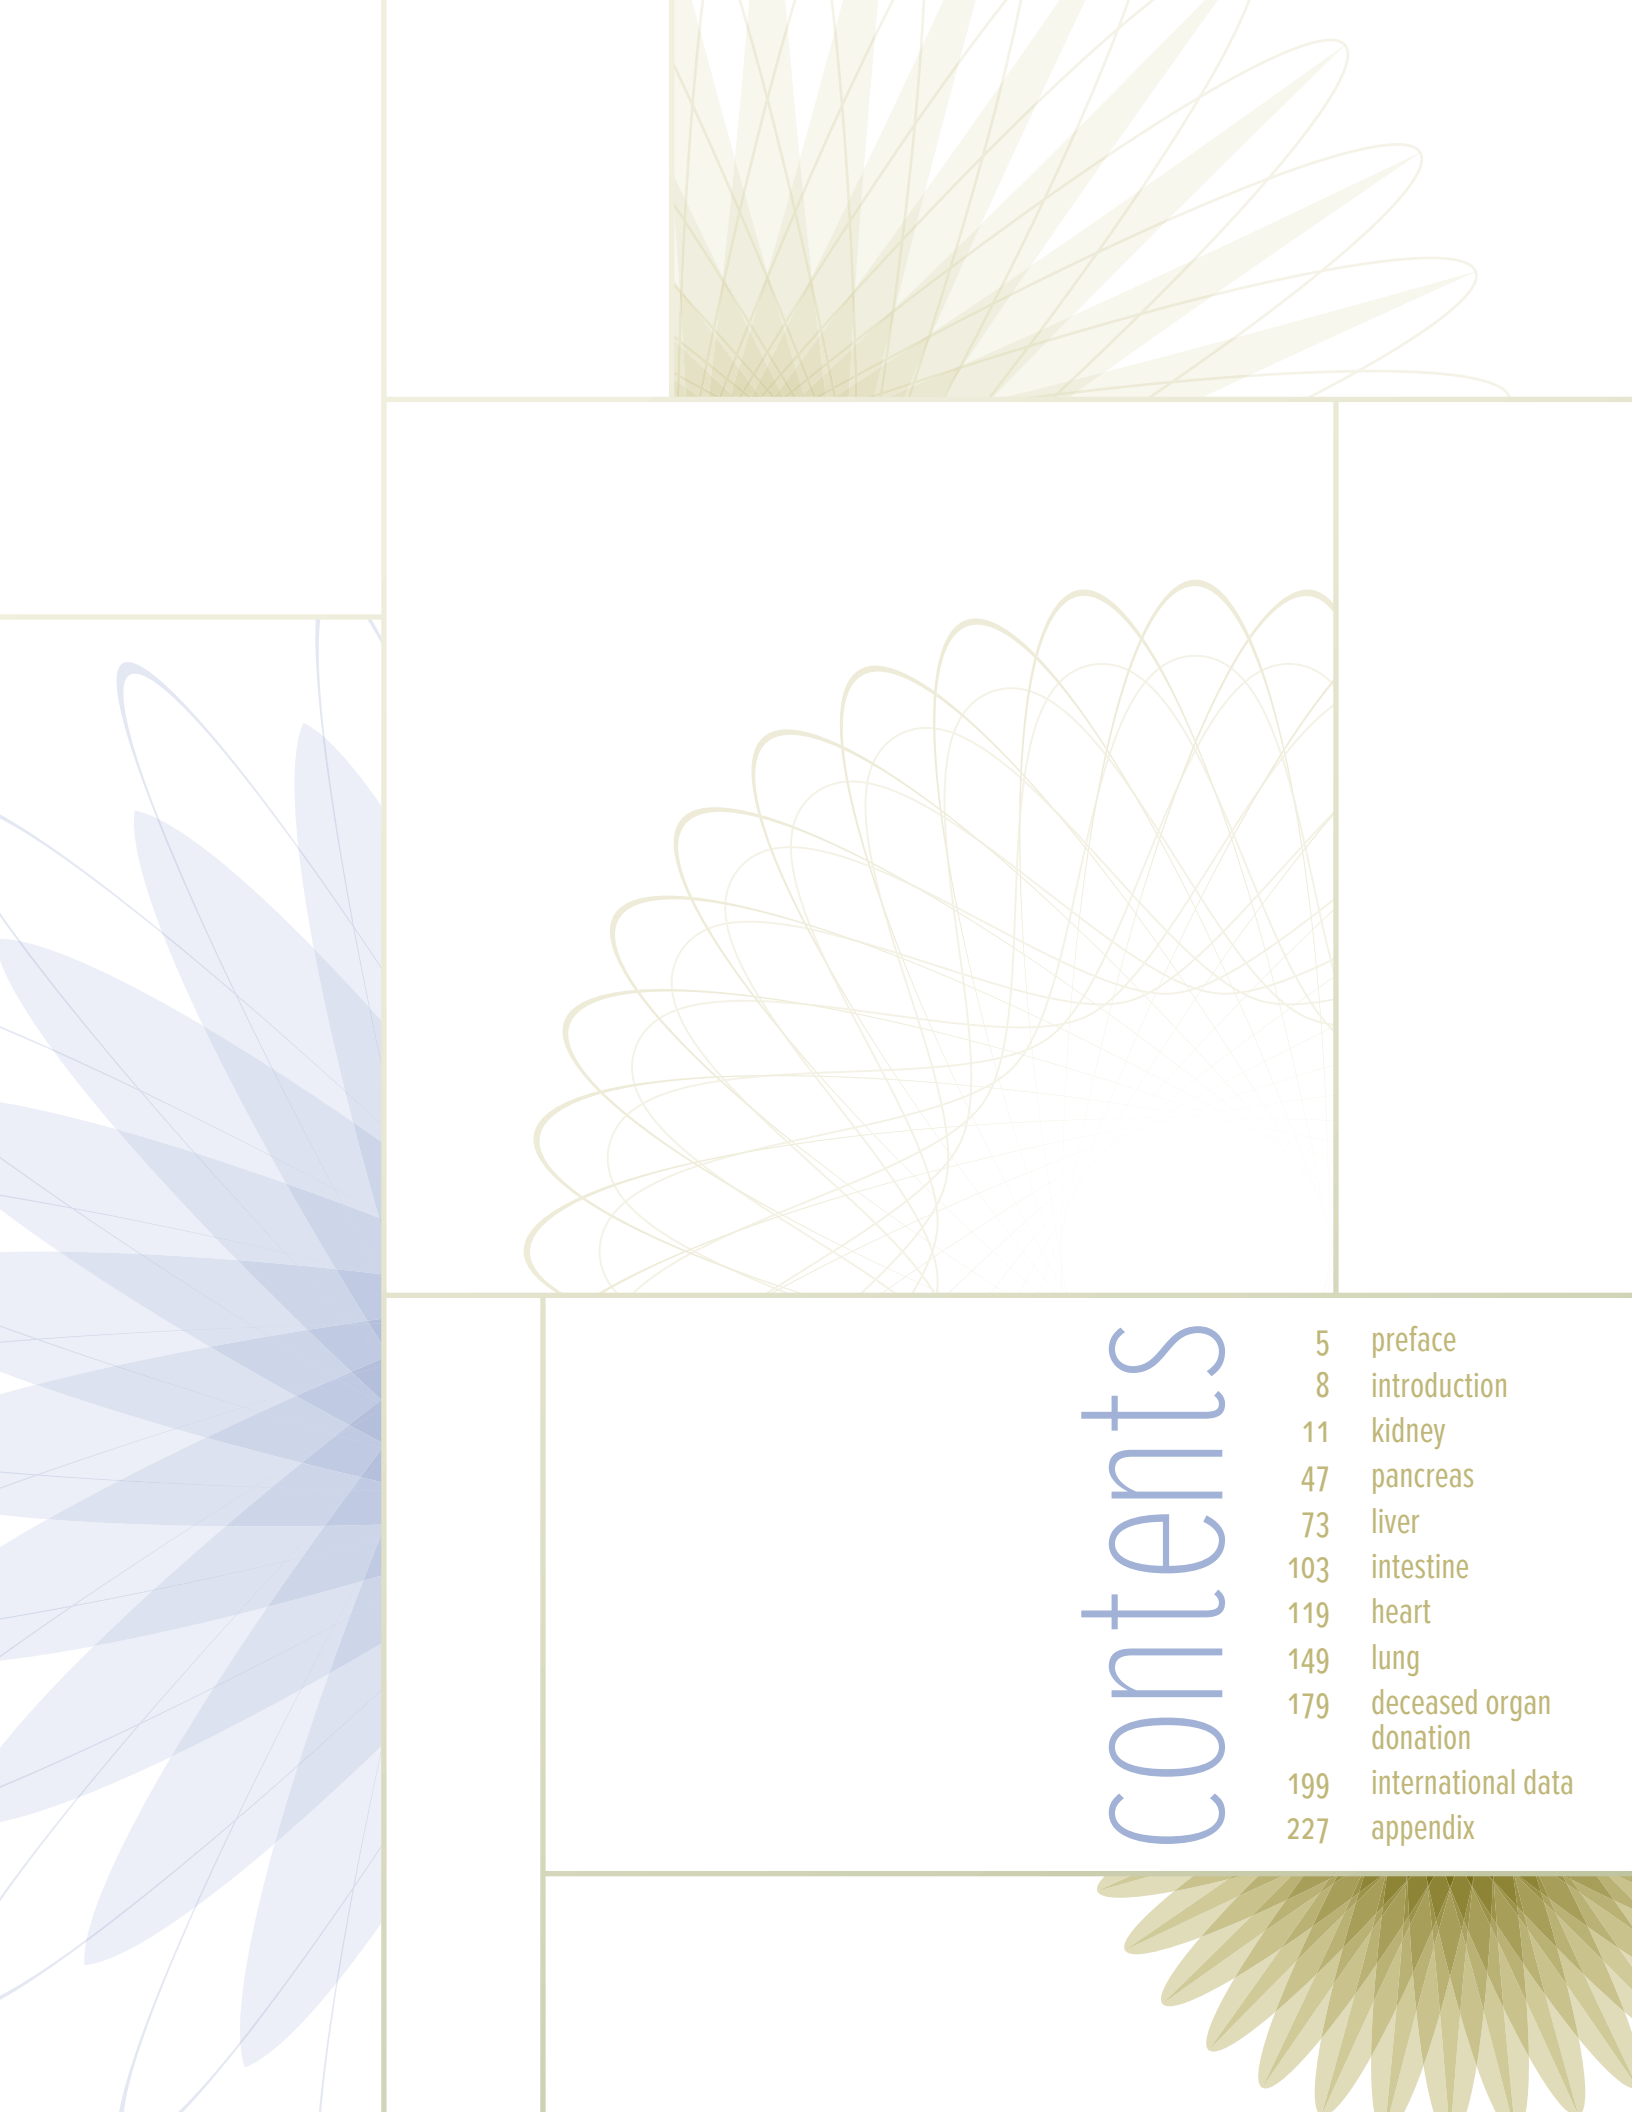 contents
5 preface
8 introduction
11 kidney
47 pancreas
73 liver
103 intestine
119 heart
149 lung
179 deceased organ
donation
199 international data
227 appendix